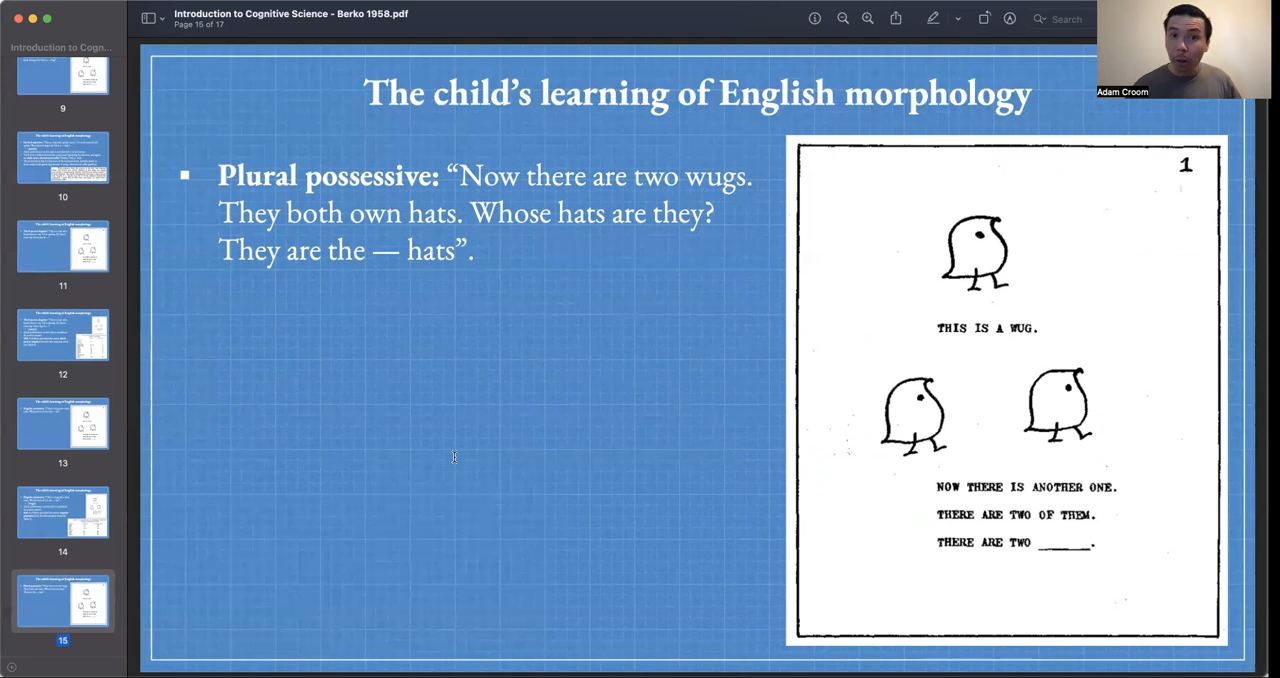 Introduction to Cognitive Science - Berko 1958.pdf
Page 15 of 17
Search
Introduction to Cogn...
Adam Croom
9
10
11
12
13
14
15
The child's learning of English morphology
▪ Plural possessive: “Now there are two wugs.
They both own hats. Whose hats are they?
They are the — hats”.
1
THIS IS A WUG.
NOW THERE IS ANOTHER ONE.
THERE ARE TWO OF THEM.
THERE ARE TWO ______.